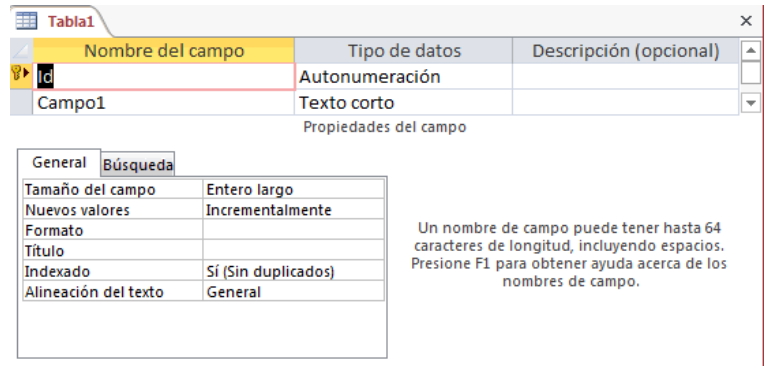 Tabla1
Nombre del campo Tipo de datos Descripción (opcional)
Id Autonumeración
Campo1 Texto corto
Propiedades del campo
General Búsqueda
Tamaño del campo Entero largo
Nuevos valores Incrementalmente
Formato
Título
Indexado Sí (Sin duplicados)
Alineación del texto General
Un nombre de campo puede tener hasta 64
caracteres de longitud, incluyendo espacios.
Presione F1 para obtener ayuda acerca de los
nombres de campo.